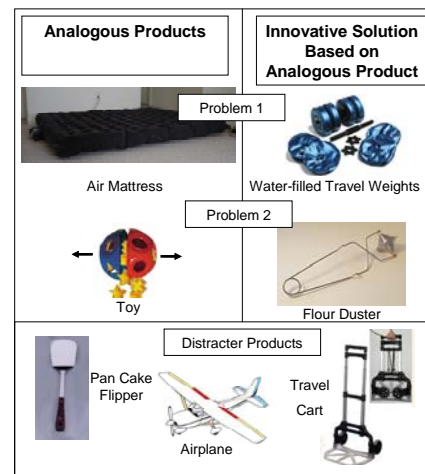 Analogous Products
Innovative Solution
Based on
Analogous Product
Problem 1
Air Mattress
Water-filled Travel Weights
Problem 2
Toy
Flour Duster
Distracter Products
Pan Cake
Flipper
Airplane
Travel
Cart